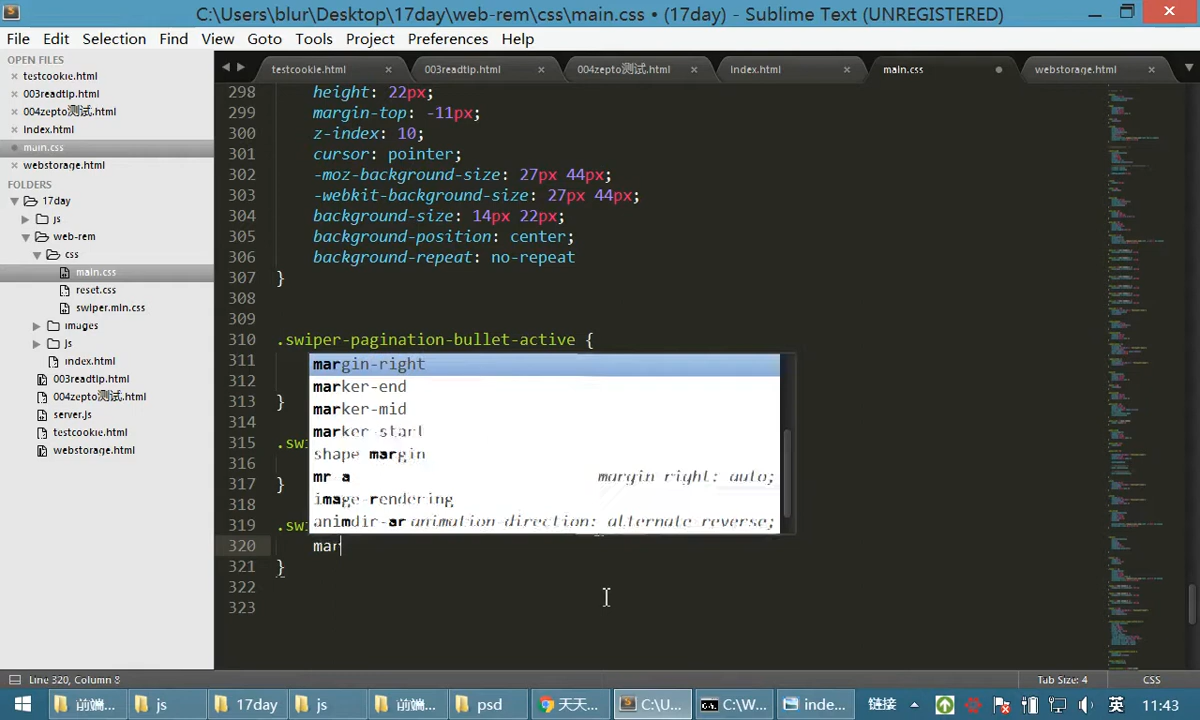 C:\Users\blur\Desktop\17day\web-rem\css\main.css • (17day) - Sublime Text (UNREGISTERED)
File Edit Selection Find View Goto Tools Project Preferences Help
OPEN FILES
testcookie.html
003readtip.html
004zepto测试.html
index.html
main.css
webstorage.html
FOLDERS
17day
js
web-rem
css
main.css
reset.css
swiper.min.css
images
js
index.html
003readtip.html
004zepto测试.html
server.js
testcookie.html
webstorage.html
testcookie.html 003readtip.html 004zepto测试.html index.html main.css webstorage.html
298 height: 22px;
299 margin-top: -11px;
300 z-index: 10;
301 cursor: pointer;
302 -moz-background-size: 27px 44px;
303 -webkit-background-size: 27px 44px;
304 background-size: 14px 22px;
305 background-position: center;
306 background-repeat: no-repeat
307 }
308
309
310 .swiper-pagination-bullet-active {
311
312
313 }
314
315 .sw
316
317 }
318
319 .sw
320 mar
321 }
322
323
margin-right
marker-end
marker-mid
marker-start
shape-margin
mr:a margin-right: auto;
image-rendering
animdir-ar animation-direction: alternate-reverse;
Line 320, Column 8 Tab Size: 4 CSS
前端... js 17day js 前端... psd 天天... C:\U... C:\W... inde... 链接 英 11:43